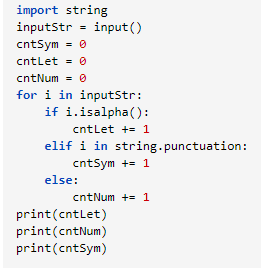 import string
inputStr = input()
cntSym = 0
cntLet = 0
cntNum = 0
for i in inputStr:
    if i.isalpha():
        cntLet += 1
    elif i in string.punctuation:
        cntSym += 1
    else:
        cntNum += 1
print(cntLet)
print(cntNum)
print(cntSym)